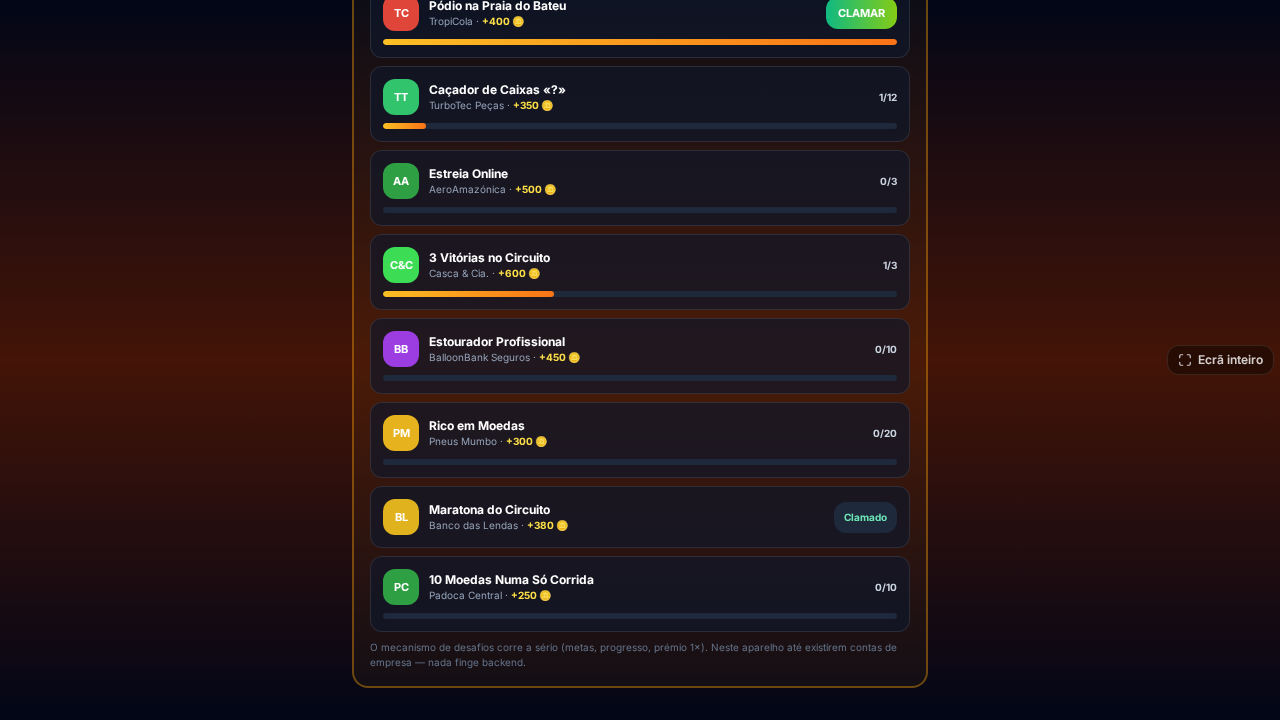 TC
Pódio na Praia do Bateu
TropiCola · +400
CLAMAR
TT
Caçador de Caixas «?»
TurboTec Peças · +350
1/12
AA
Estreia Online
AeroAmazónica · +500
0/3
C&C
3 Vitórias no Circuito
Casca & Cia. · +600
1/3
BB
Estourador Profissional
BalloonBank Seguros · +450
0/10
PM
Rico em Moedas
Pneus Mumbo · +300
0/20
BL
Maratona do Circuito
Banco das Lendas · +380
Clamado
PC
10 Moedas Numa Só Corrida
Padoca Central · +250
0/10
O mecanismo de desafios corre a sério (metas, progresso, prémio 1×). Neste aparelho até existirem contas de
empresa — nada finge backend.
Ecrã inteiro